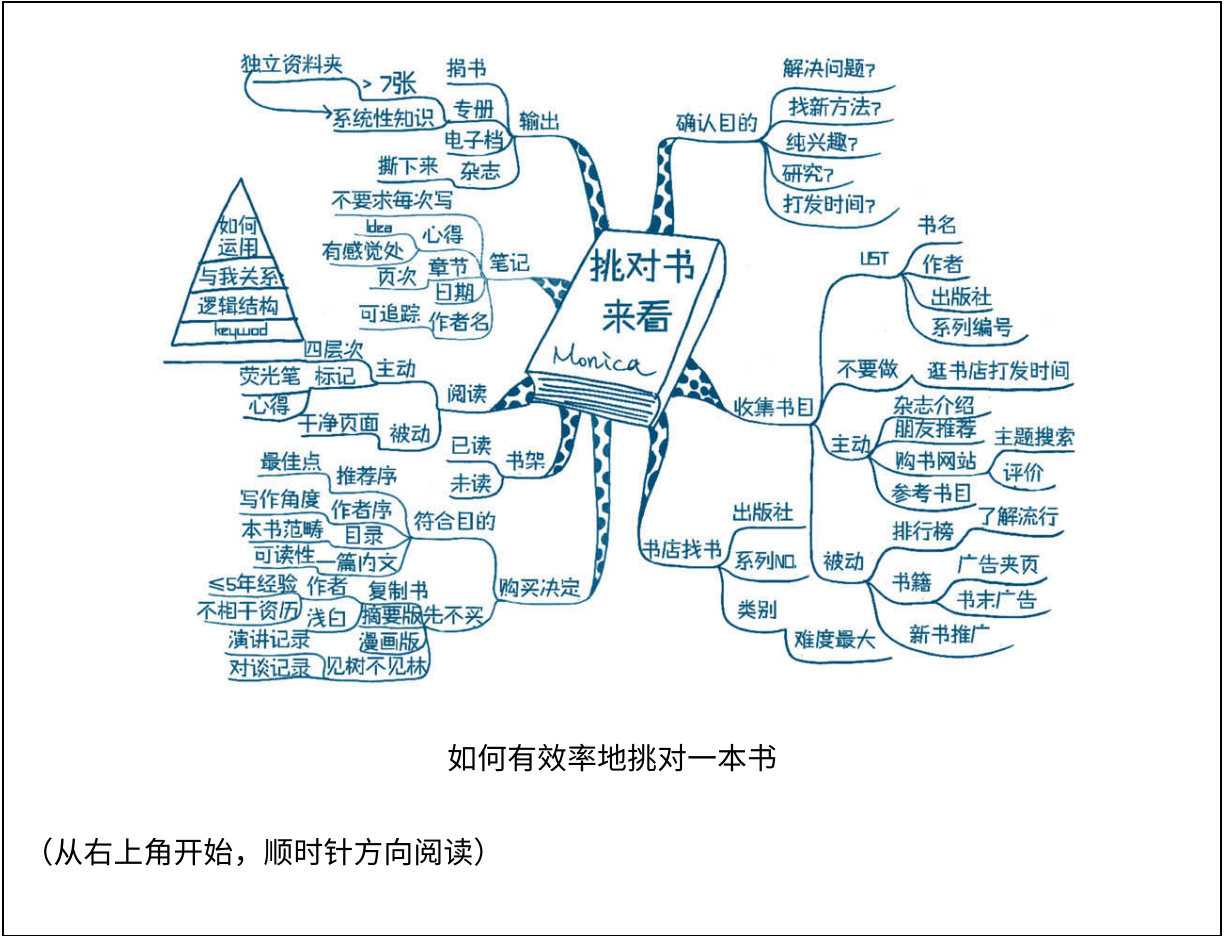 挑对书
来看
Monica
确认目的
解决问题?
找新方法?
纯兴趣?
研究?
打发时间?
收集书目
LIST
书名
作者
出版社
系列编号
不要做
逛书店打发时间
主动
杂志介绍
朋友推荐
购书网站
主题搜索
评价
参考书目
被动
排行榜
了解流行
书籍
广告夹页
书末广告
新书推广
书店找书
出版社
系列NO.
类别
难度最大
购买决定
符合目的
推荐序
最佳点
作者序
写作角度
目录
本书范畴
一篇内文
可读性
先不买
复制书
作者
≤5年经验
不相干资历
摘要版
浅白
漫画版
见树不见林
演讲记录
对谈记录
书架
已读
未读
阅读
主动
四层次
如何
运用
与我关系
逻辑结构
keywod
标记
荧光笔
心得
被动
干净页面
笔记
不要求每次写
心得
Idea
有感觉处
章节
页次
日期
作者名
可追踪
输出
捐书
专册
> 7张
独立资料夹
系统性知识
电子档
杂志
撕下来
如何有效率地挑对一本书
（从右上角开始，顺时针方向阅读）